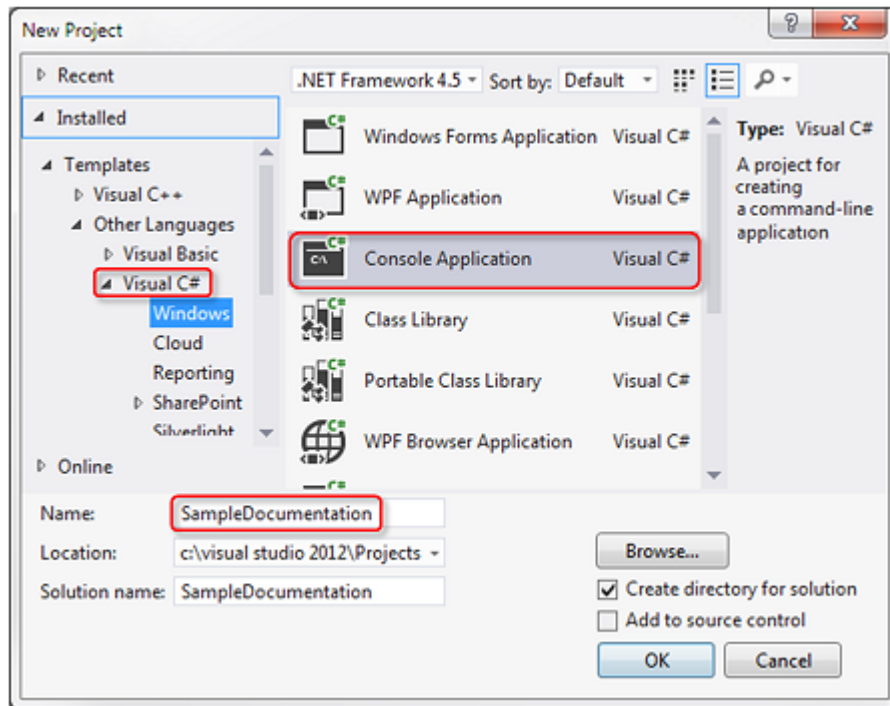 New Project
Recent
.NET Framework 4.5 Sort by: Default
Installed
Templates
Visual C++
Other Languages
Visual Basic
Visual C#
Windows
Cloud
Reporting
SharePoint
Silverlight
Online
C# Windows Forms Application Visual C#
C# WPF Application Visual C#
C# C:\ Console Application Visual C#
C# Class Library Visual C#
C# Portable Class Library Visual C#
C# WPF Browser Application Visual C#
C#
Type: Visual C#
A project for
creating
a command-line
application
Name: SampleDocumentation
Location: c:\visual studio 2012\Projects
Browse...
Solution name: SampleDocumentation
Create directory for solution
Add to source control
OK Cancel